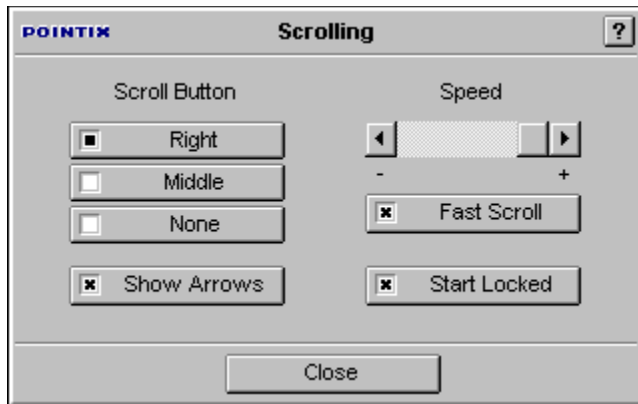 POINTIX
Scrolling
?
Scroll Button
Right
Middle
None
Show Arrows
Speed
- +
Fast Scroll
Start Locked
Close